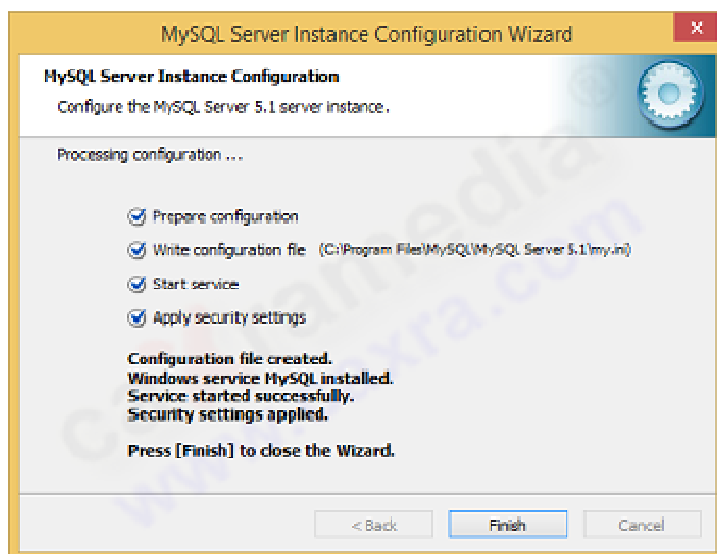 MySQL Server Instance Configuration Wizard
x
MySQL Server Instance Configuration
Configure the MySQL Server 5.1 server instance.
Processing configuration ...
Prepare configuration
Write configuration file (C:\Program Files\MySQL\MySQL Server 5.1\my.ini)
Start service
Apply security settings
Configuration file created.
Windows service MySQL installed.
Service started successfully.
Security settings applied.
Press [Finish] to close the Wizard.
< Back Finish Cancel